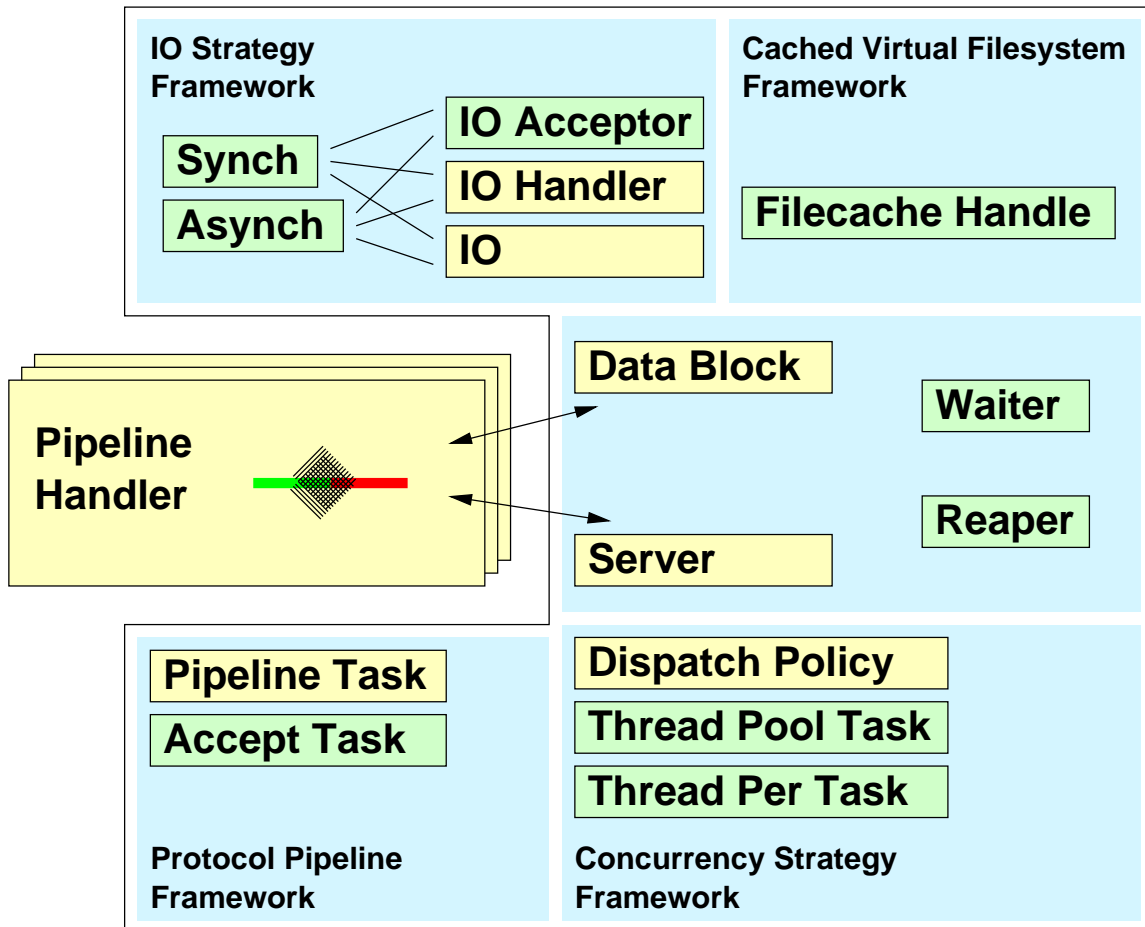 IO Strategy
Framework
Synch
Asynch
IO Acceptor
IO Handler
IO
Cached Virtual Filesystem
Framework
Filecache Handle
Pipeline
Handler
Data Block
Server
Waiter
Reaper
Pipeline Task
Accept Task
Protocol Pipeline
Framework
Dispatch Policy
Thread Pool Task
Thread Per Task
Concurrency Strategy
Framework